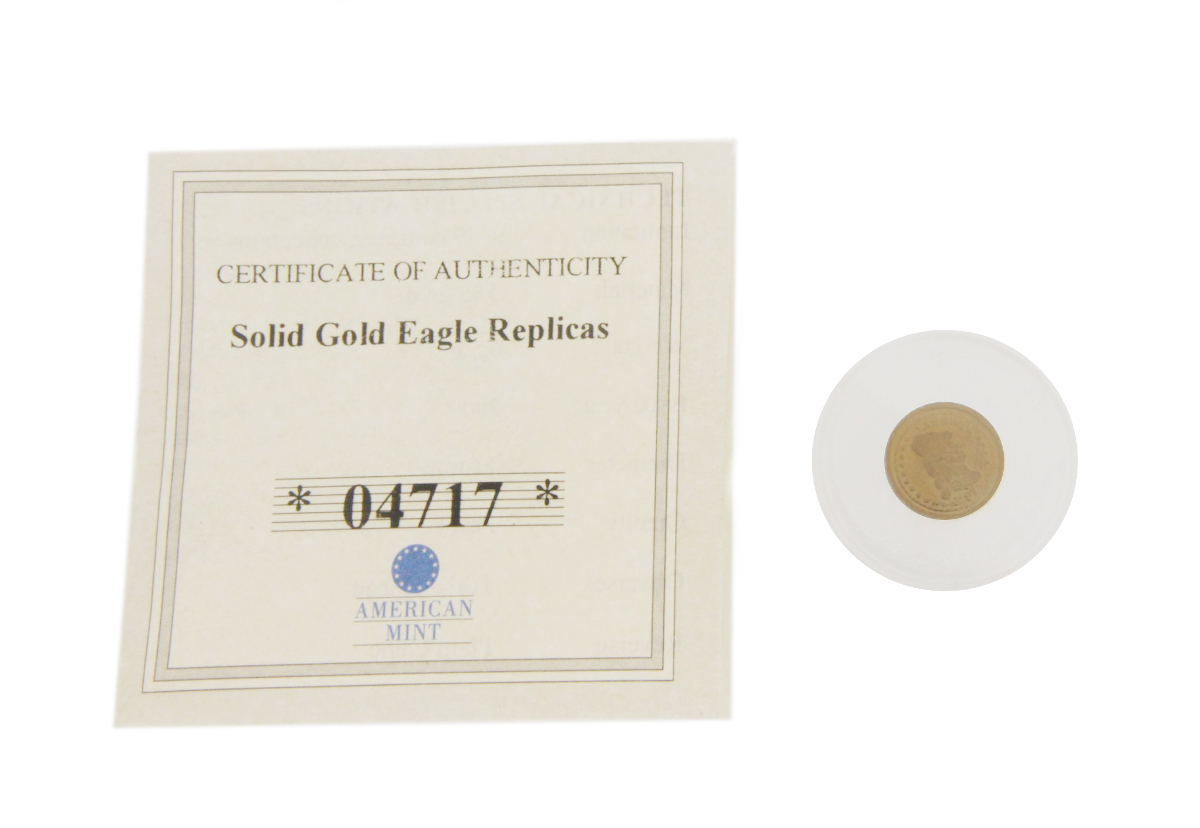 CERTIFICATE OF AUTHENTICITY
Solid Gold Eagle Replicas
* 04717 *
AMERICAN
MINT